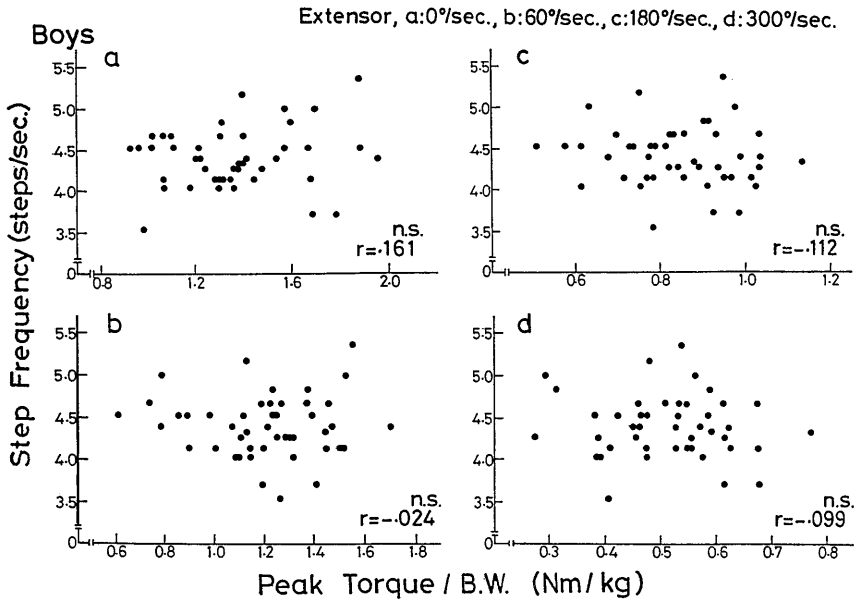 Extensor, a:0°/sec., b:60°/sec., c:180°/sec., d:300°/sec.
Boys
Step Frequency (steps/sec.)
a
5.5
5.0
4.5
4.0
3.5
0
0.8 1.2 1.6 2.0
n.s.
r=.161
c
5.5
5.0
4.5
4.0
3.5
0
0.6 0.8 1.0 1.2
n.s.
r=-.112
b
5.5
5.0
4.5
4.0
3.5
0
0.6 0.8 1.0 1.2 1.4 1.6 1.8
n.s.
r=-.024
d
5.5
5.0
4.5
4.0
3.5
0
0.3 0.4 0.5 0.6 0.7 0.8
n.s.
r=-.099
Peak Torque / B.W. (Nm/kg)